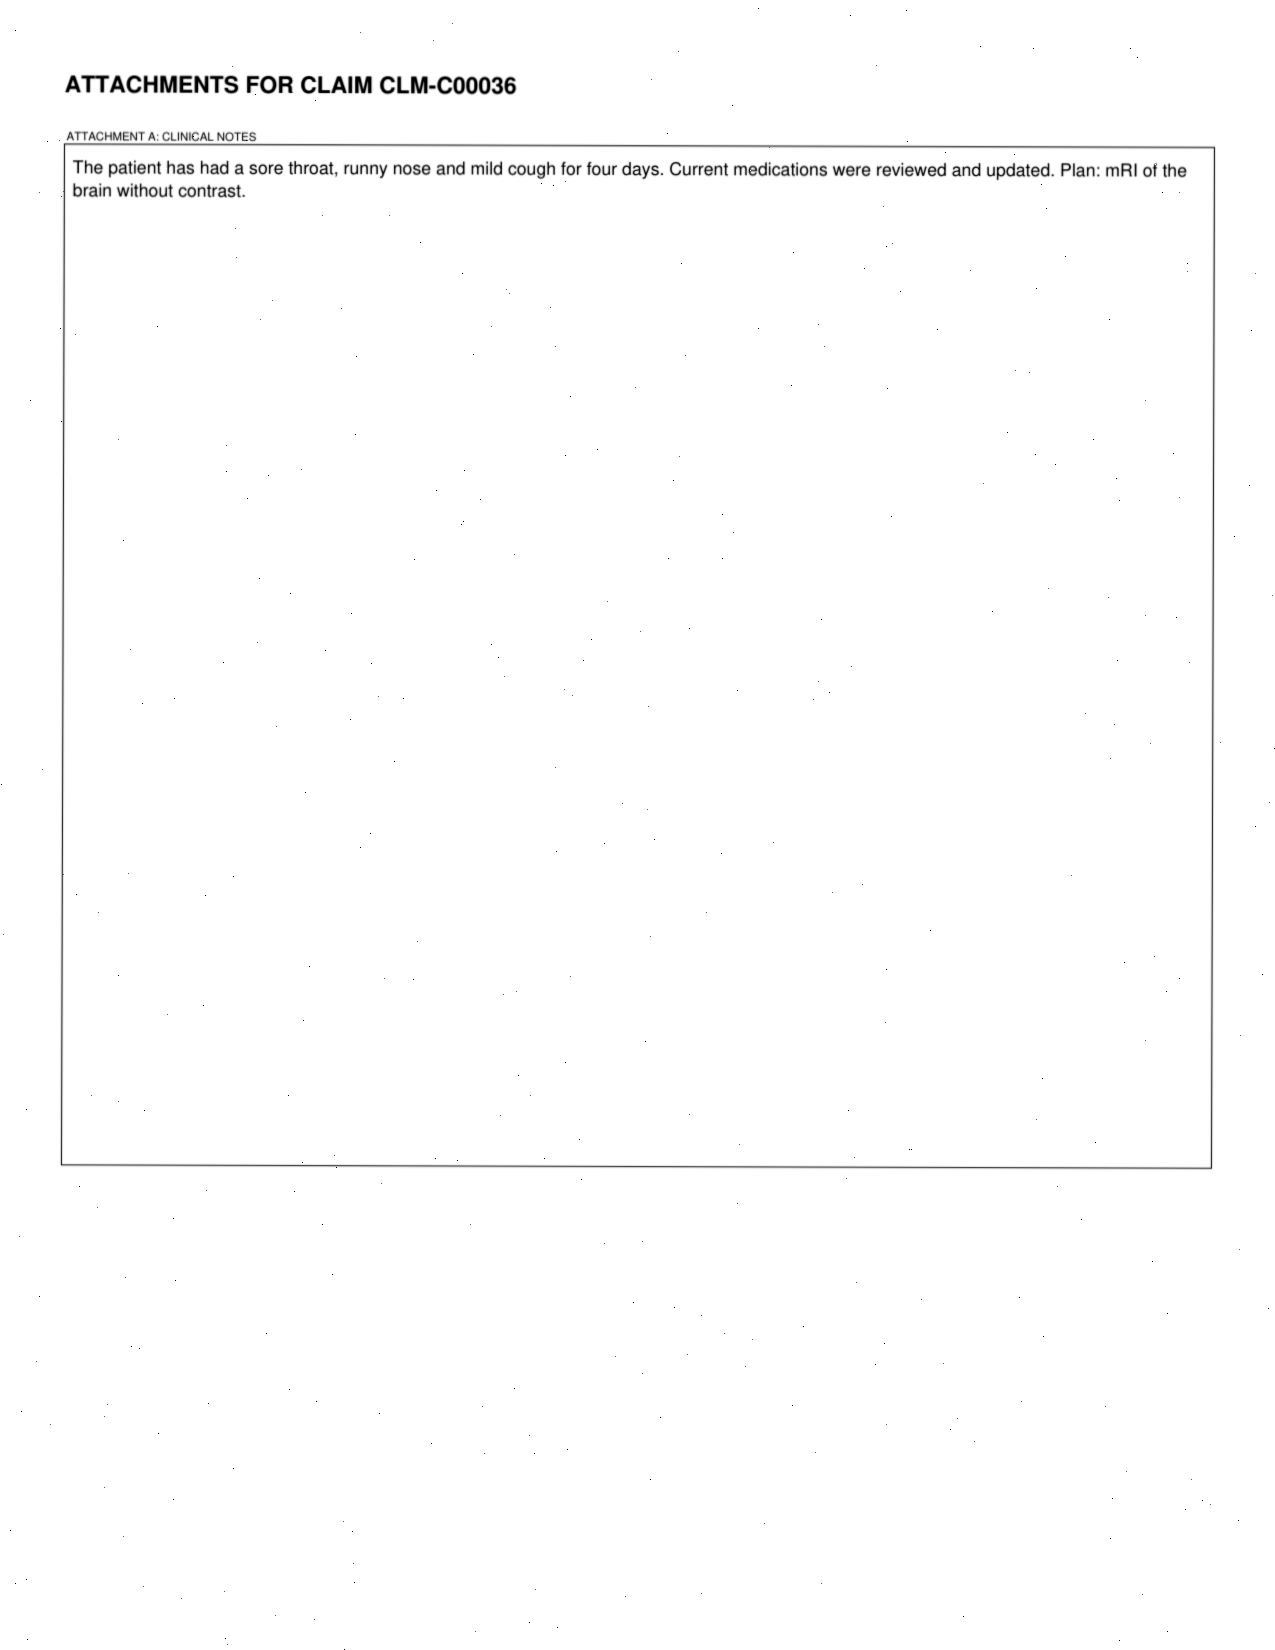 ATTACHMENTS FOR CLAIM CLM-C00036
ATTACHMENT A: CLINICAL NOTES
The patient has had a sore throat, runny nose and mild cough for four days. Current medications were reviewed and updated. Plan: mRI of the
brain without contrast.